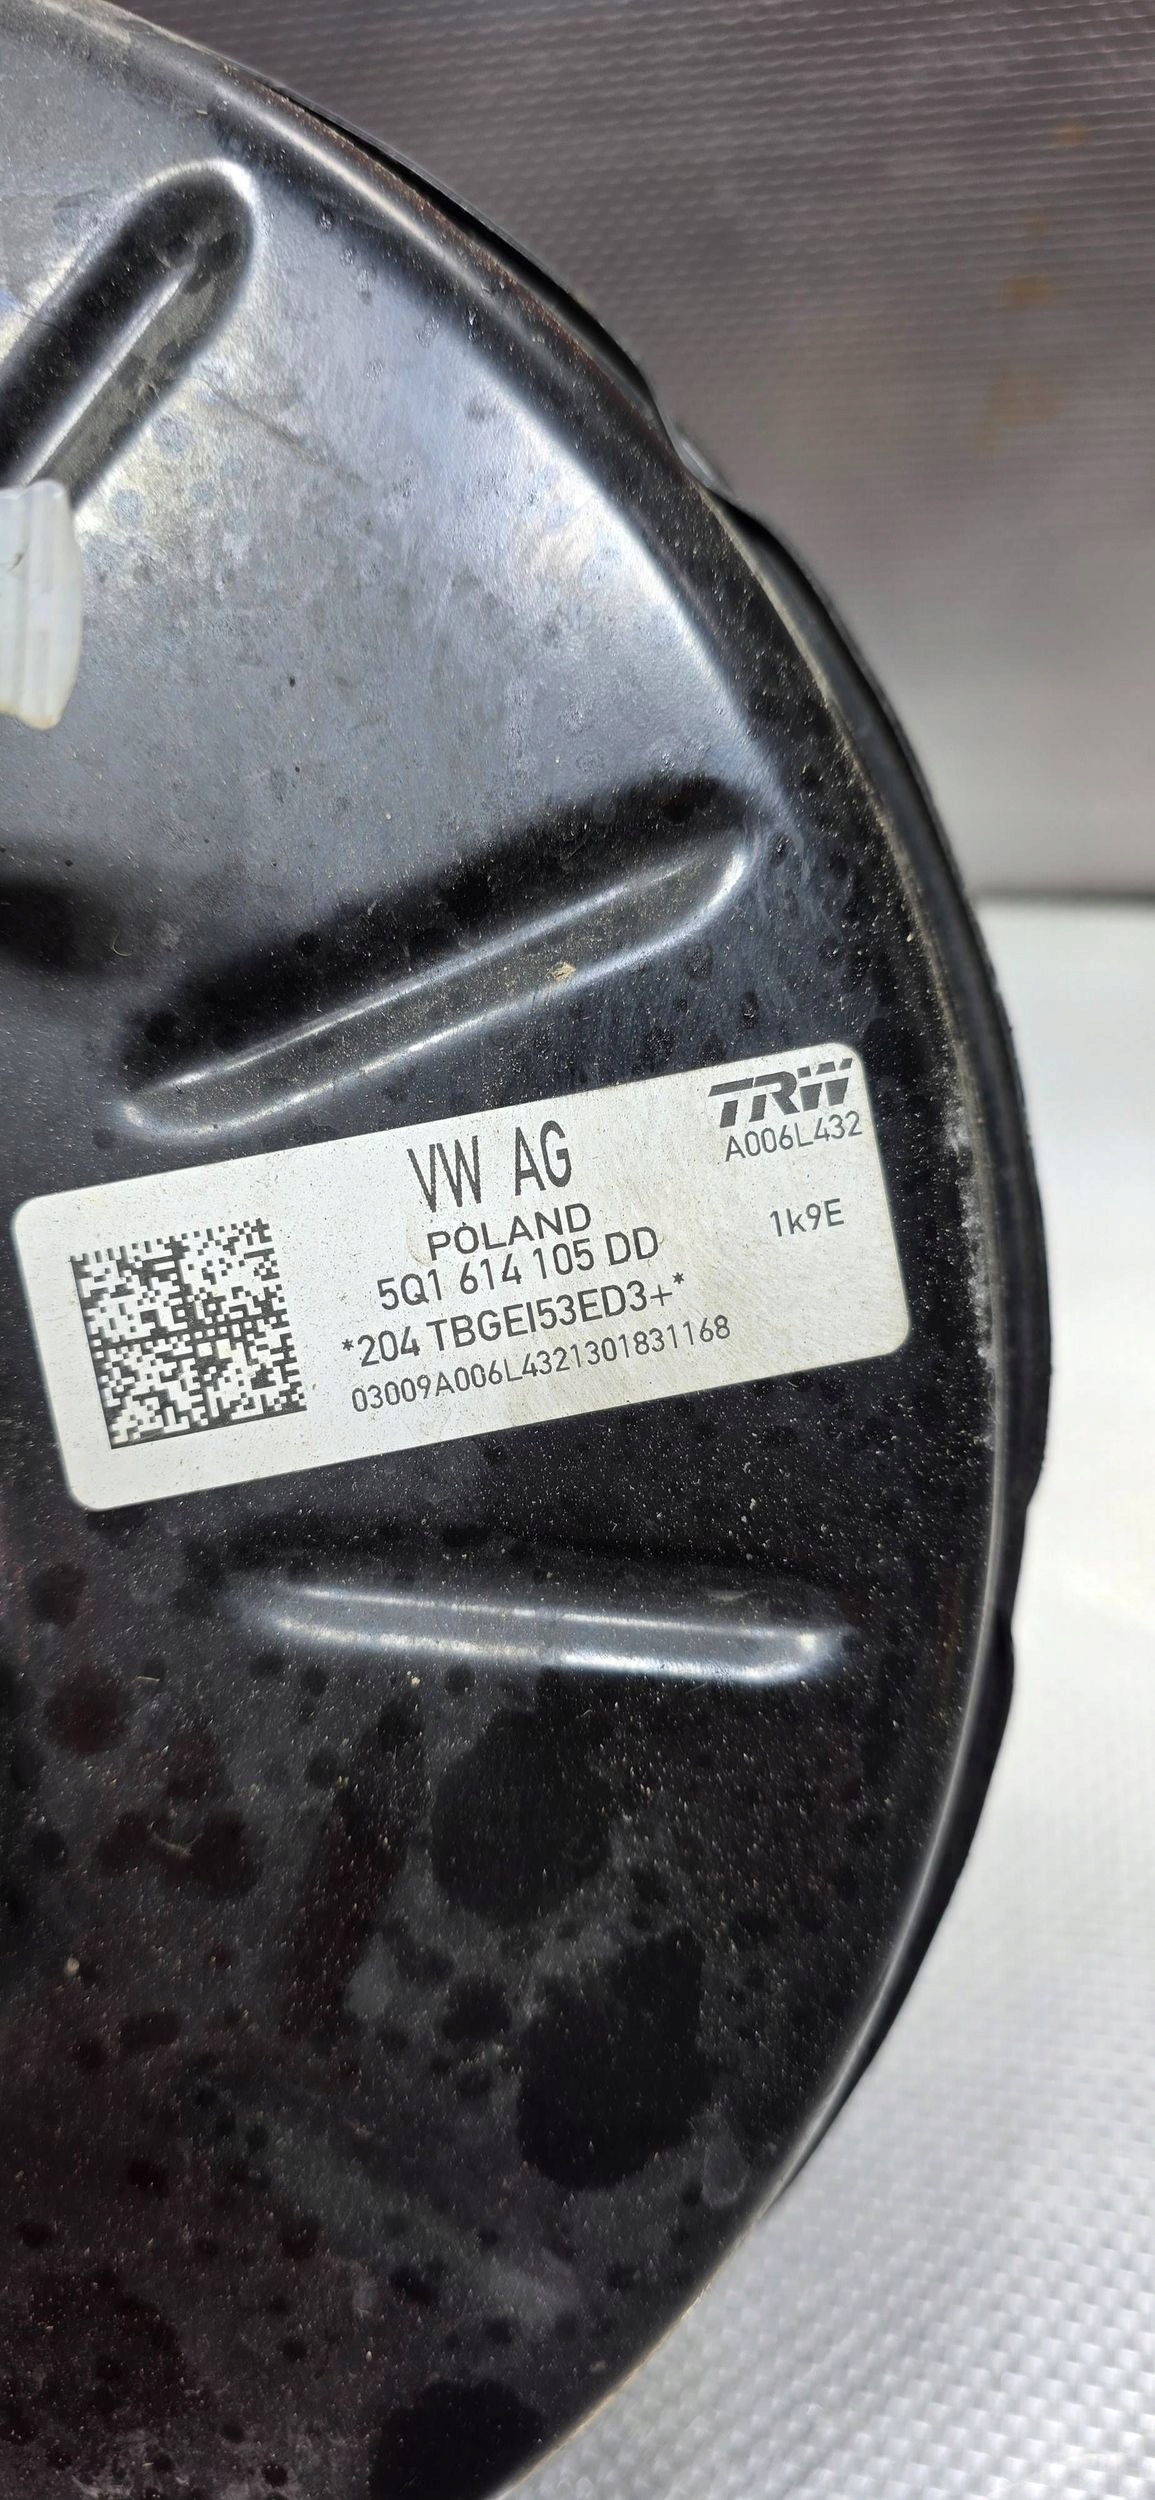 TRW
A006L432
VW AG
POLAND
1k9E
5Q1 614 105 DD
*204 TBGEI53ED3+*
03009A006L4321301831168